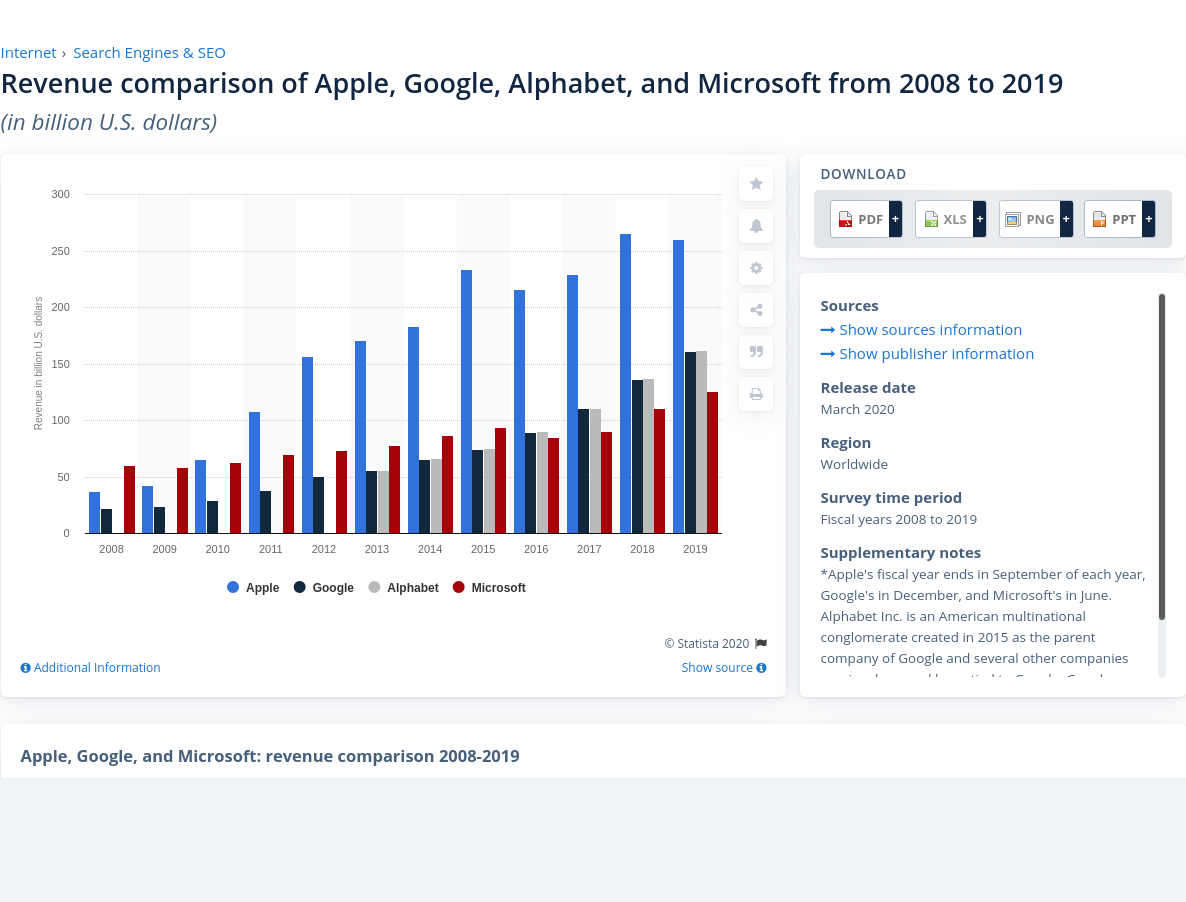 Internet › Search Engines & SEO
Revenue comparison of Apple, Google, Alphabet, and Microsoft from 2008 to 2019
(in billion U.S. dollars)
300
250
200
150
100
50
0
Revenue in billion U.S. dollars
2008 2009 2010 2011 2012 2013 2014 2015 2016 2017 2018 2019
Apple Google Alphabet Microsoft
© Statista 2020
Additional Information
Show source
DOWNLOAD
PDF + XLS + PNG + PPT +
Sources
Show sources information
Show publisher information
Release date
March 2020
Region
Worldwide
Survey time period
Fiscal years 2008 to 2019
Supplementary notes
*Apple's fiscal year ends in September of each year,
Google's in December, and Microsoft's in June.
Alphabet Inc. is an American multinational
conglomerate created in 2015 as the parent
company of Google and several other companies
Apple, Google, and Microsoft: revenue comparison 2008-2019